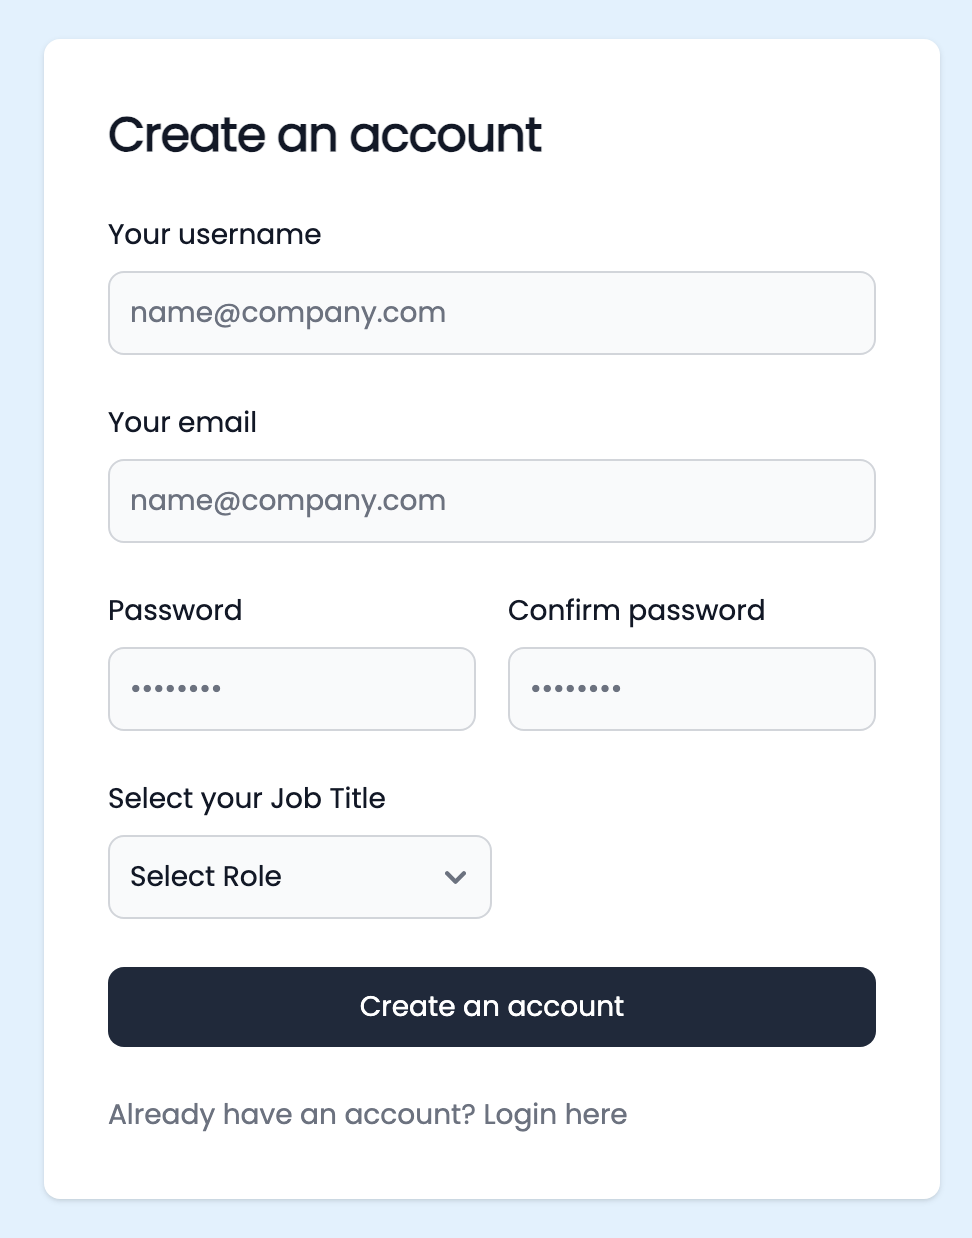 Create an account
Your username
name@company.com
Your email
name@company.com
Password Confirm password
•••••••• ••••••••
Select your Job Title
Select Role
Create an account
Already have an account? Login here